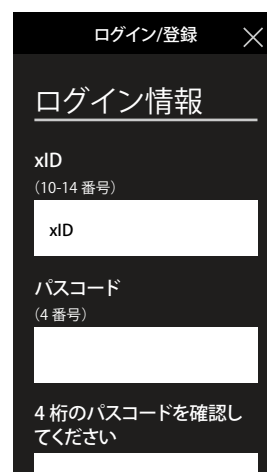 ログイン/登録
ログイン情報
xID
（10-14 番号）
xID
パスコード
（4 番号）
4 桁のパスコードを確認し
てください